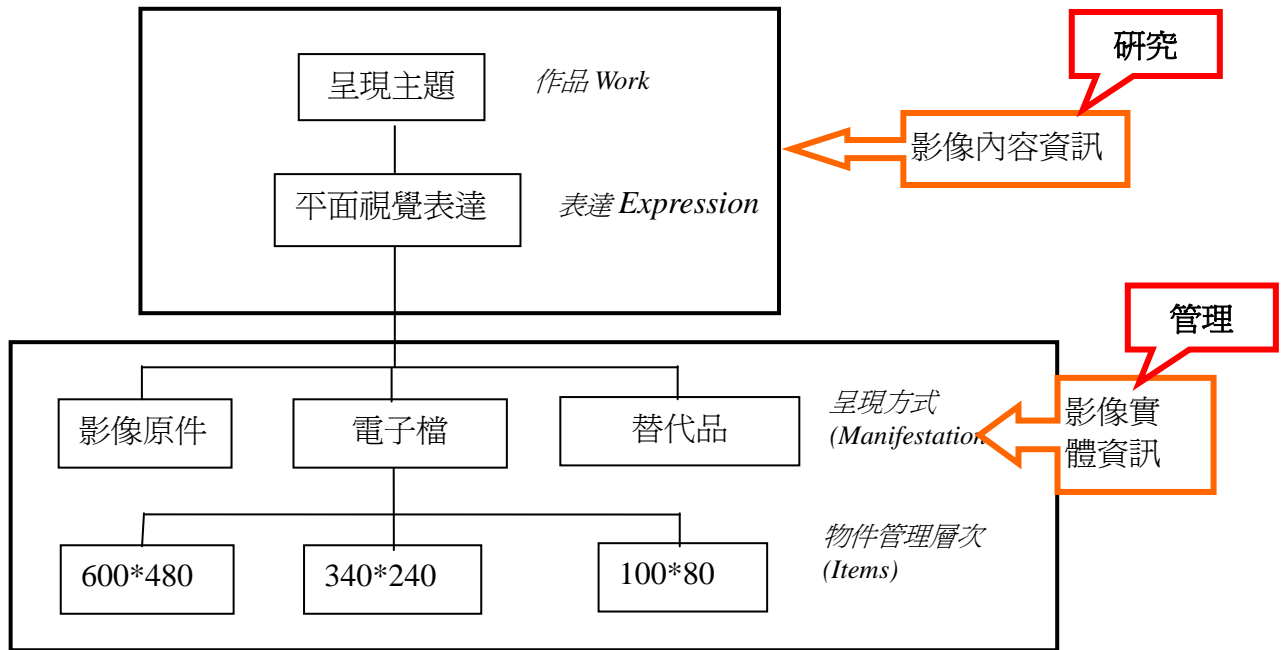 研究
呈現主題
作品 Work
影像內容資訊
平面視覺表達
表達 Expression
管理
影像原件
電子檔
替代品
呈現方式
(Manifestation
影像實
體資訊
物件管理層次
(Items)
600*480
340*240
100*80